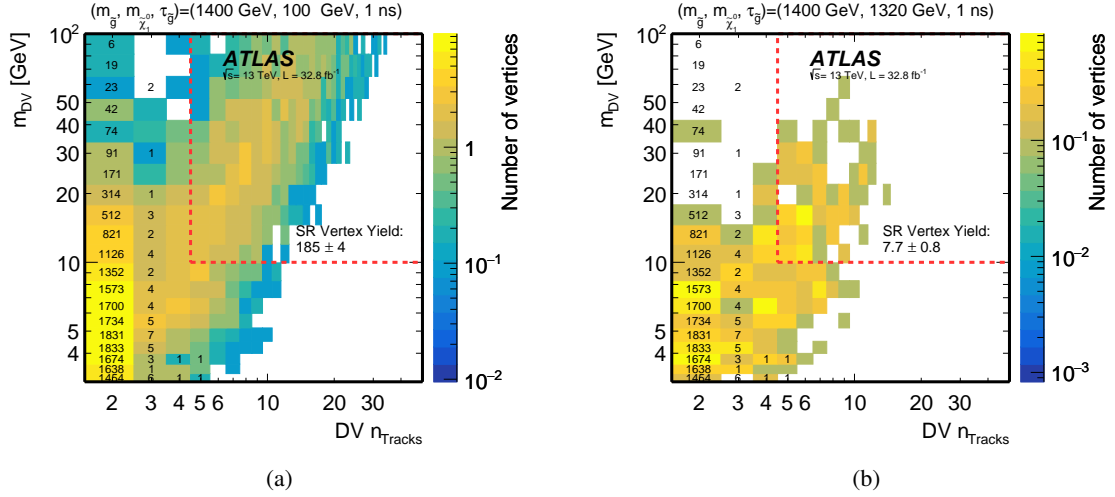 (m_g̃, m_χ̃₁⁰, τ_g̃)=(1400 GeV, 100 GeV, 1 ns)
ATLAS
√s= 13 TeV, L = 32.8 fb⁻¹
m_DV [GeV]
10²
50
40
30
20
10
5
4
6
19
23 2
42
74
91 1
171
314 1
512 3
821 2
1126 4
1352 2
1573 4
1700 4
1734 5
1831 7
1833 5
1674 3 1 1
1638 1
1464 6 1 1
SR Vertex Yield:
185 ± 4
2 3 4 5 6 10 20 30
DV n_Tracks
1
10⁻¹
10⁻²
Number of vertices
(a)
(m_g̃, m_χ̃₁⁰, τ_g̃)=(1400 GeV, 1320 GeV, 1 ns)
ATLAS
√s= 13 TeV, L = 32.8 fb⁻¹
m_DV [GeV]
10²
50
40
30
20
10
5
4
6
19
23 2
42
74
91 1
171
314 1
512 3
821 2
1126 4
1352 2
1573 4
1700 4
1734 5
1831 7
1833 5
1674 3 1 1
1638 1
1464 6 1 1
SR Vertex Yield:
7.7 ± 0.8
2 3 4 5 6 10 20 30
DV n_Tracks
10⁻¹
10⁻²
10⁻³
Number of vertices
(b)